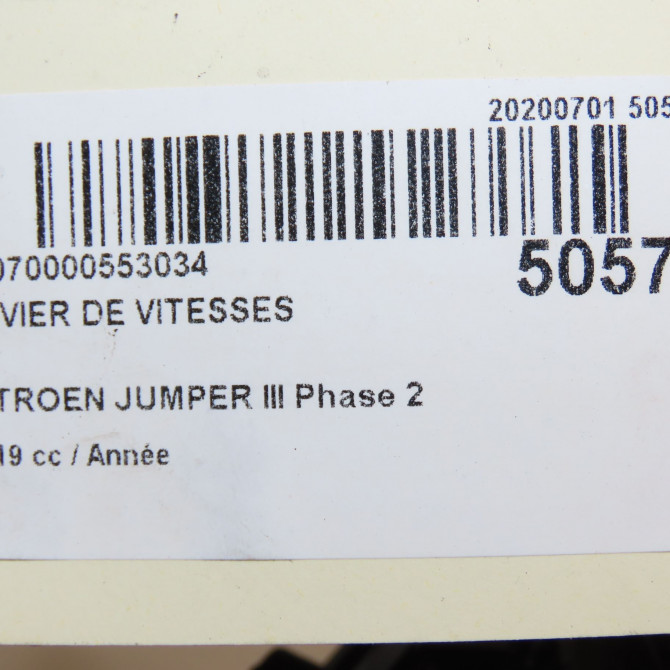 20200701 505
070000553034
5057
VIER DE VITESSES
TROEN JUMPER III Phase 2
19 cc / Année